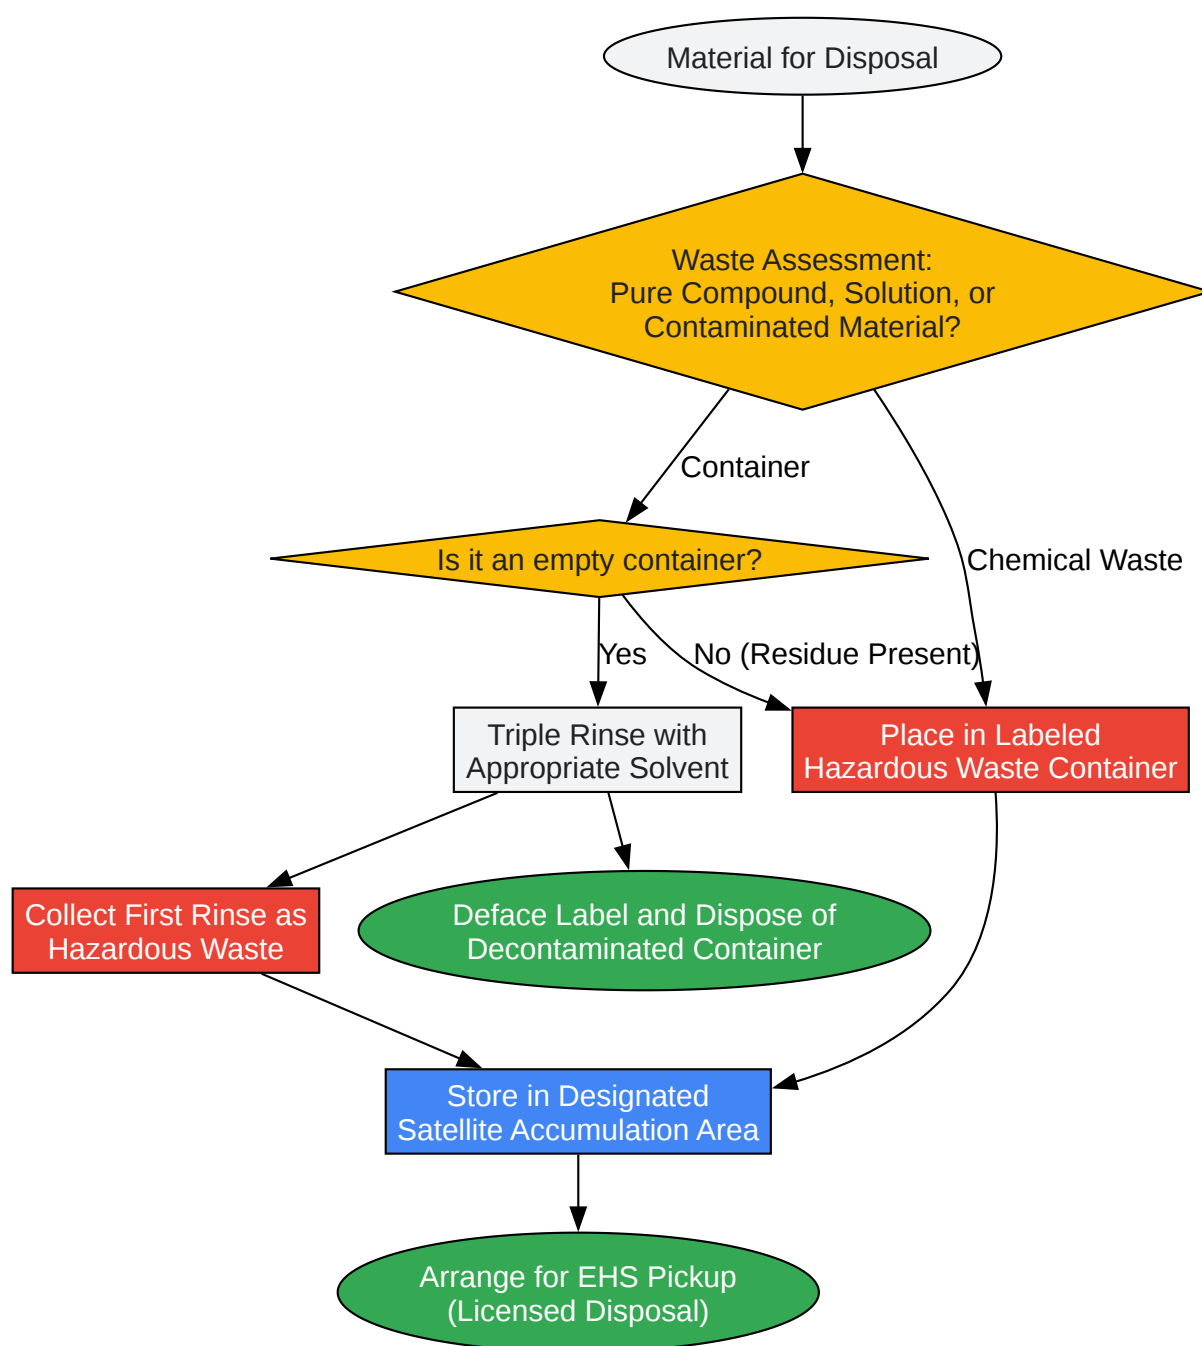 Material for Disposal
Waste Assessment:
Pure Compound, Solution, or
Contaminated Material?
Container
Is it an empty container?
Chemical Waste
Yes
No (Residue Present)
Triple Rinse with
Appropriate Solvent
Place in Labeled
Hazardous Waste Container
Collect First Rinse as
Hazardous Waste
Deface Label and Dispose of
Decontaminated Container
Store in Designated
Satellite Accumulation Area
Arrange for EHS Pickup
(Licensed Disposal)